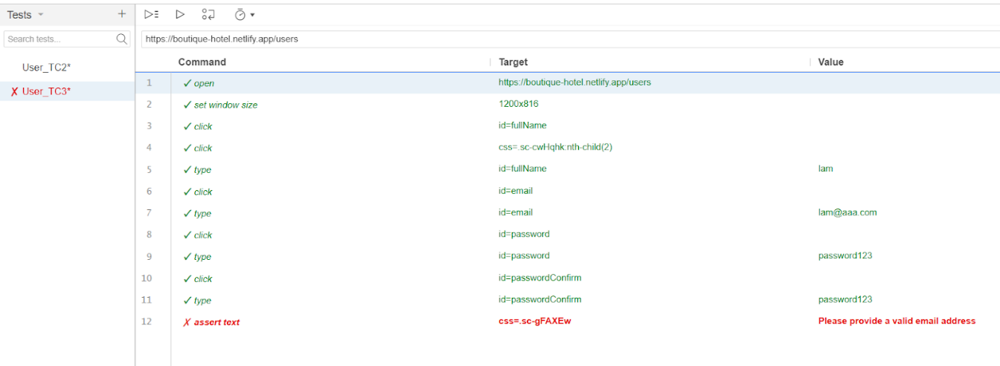 Tests
Search tests...
User_TC2*
✗ User_TC3*
https://boutique-hotel.netlify.app/users
Command Target Value
1 ✓ open https://boutique-hotel.netlify.app/users
2 ✓ set window size 1200x816
3 ✓ click id=fullName
4 ✓ click css=.sc-cwHqhk:nth-child(2)
5 ✓ type id=fullName lam
6 ✓ click id=email
7 ✓ type id=email lam@aaa.com
8 ✓ click id=password
9 ✓ type id=password password123
10 ✓ click id=passwordConfirm
11 ✓ type id=passwordConfirm password123
12 ✗ assert text css=.sc-gFAXEw Please provide a valid email address